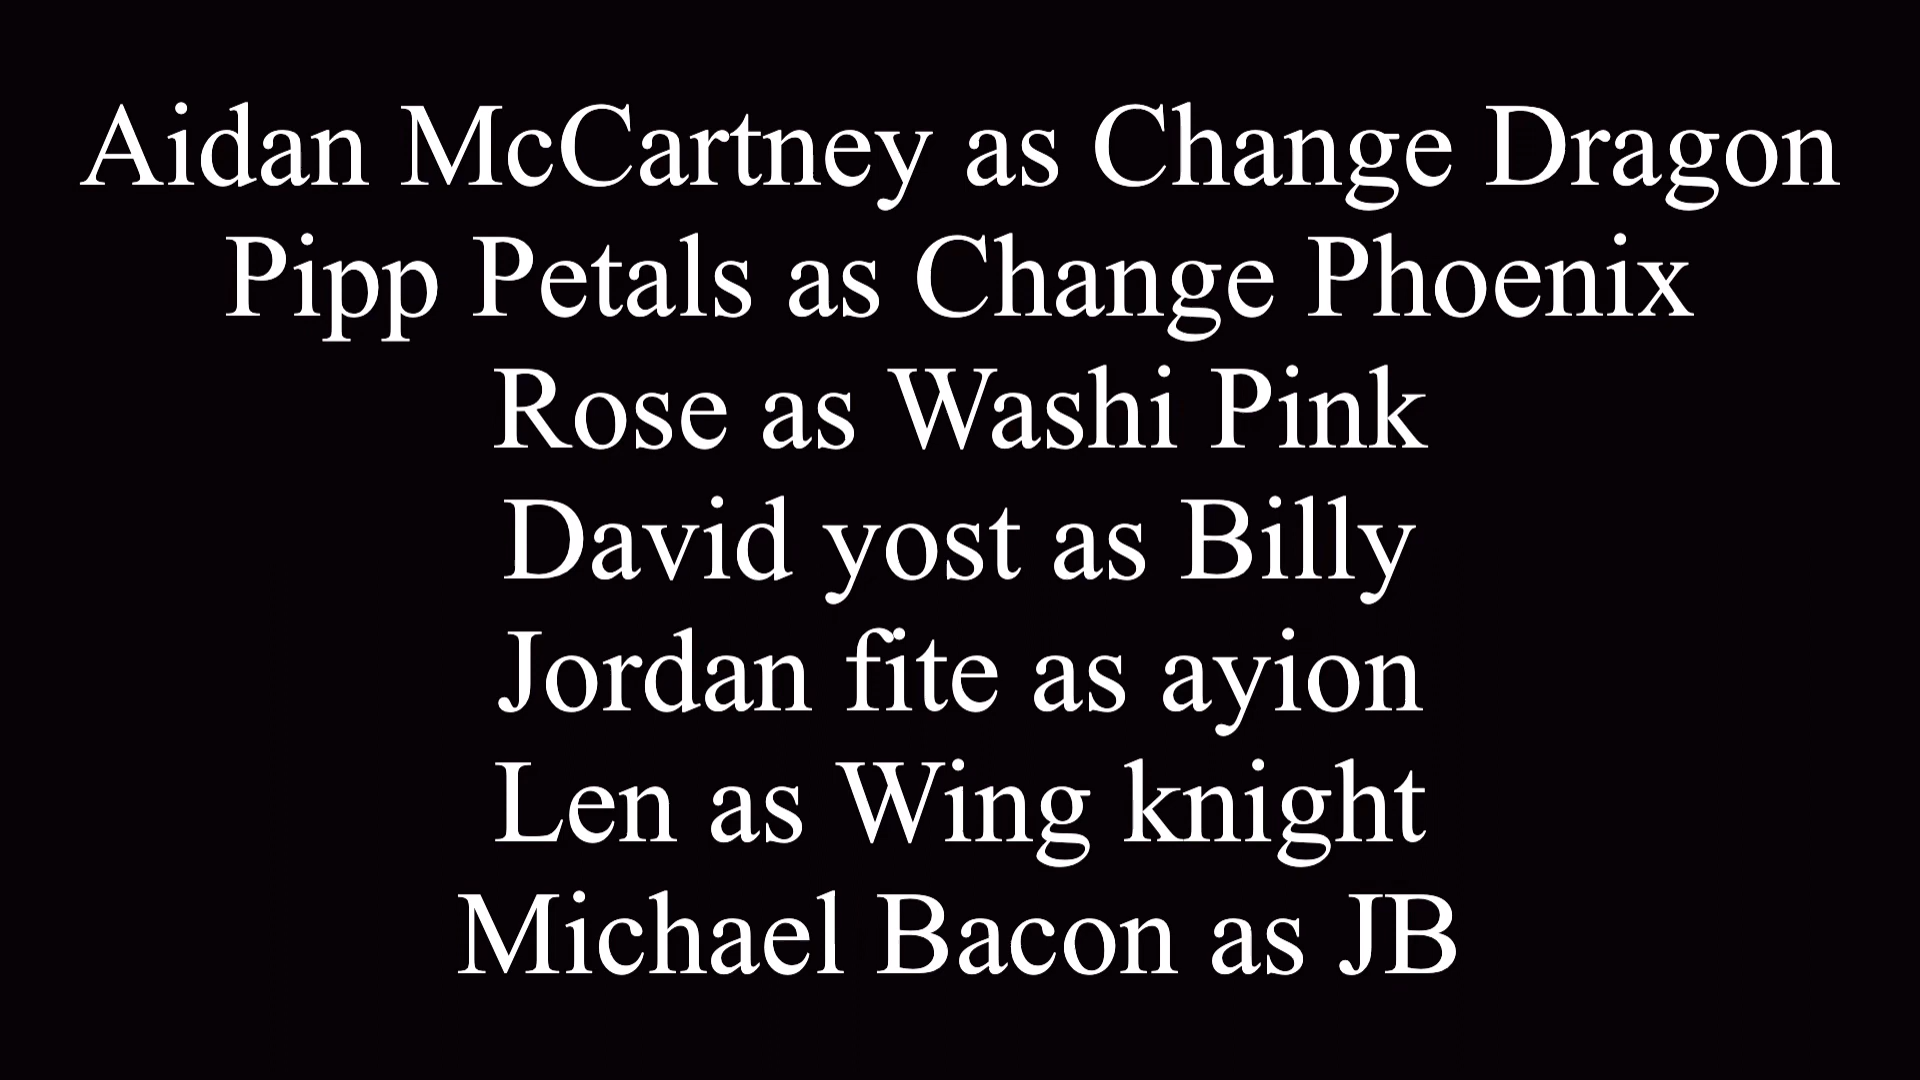 Aidan McCartney as Change Dragon
Pipp Petals as Change Phoenix
Rose as Washi Pink
David yost as Billy
Jordan fite as ayion
Len as Wing knight
Michael Bacon as JB